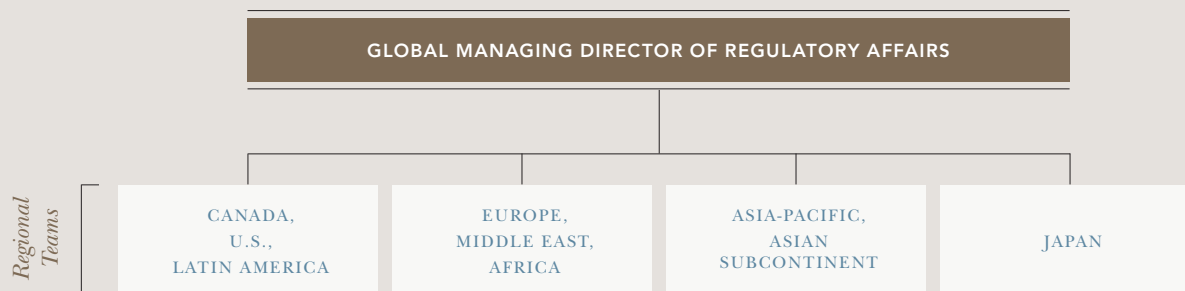 GLOBAL MANAGING DIRECTOR OF REGULATORY AFFAIRS
Regional
Teams
CANADA,
U.S.,
LATIN AMERICA
EUROPE,
MIDDLE EAST,
AFRICA
ASIA-PACIFIC,
ASIAN
SUBCONTINENT
JAPAN